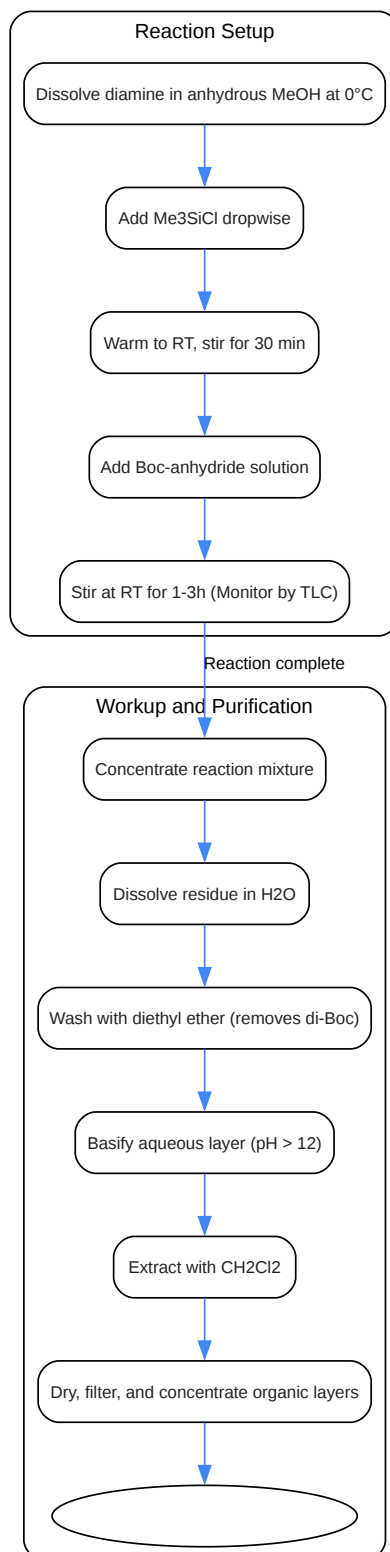 Reaction Setup
Dissolve diamine in anhydrous MeOH at 0°C
Add Me3SiCl dropwise
Warm to RT, stir for 30 min
Add Boc-anhydride solution
Stir at RT for 1-3h (Monitor by TLC)
Reaction complete
Workup and Purification
Concentrate reaction mixture
Dissolve residue in H2O
Wash with diethyl ether (removes di-Boc)
Basify aqueous layer (pH > 12)
Extract with CH2Cl2
Dry, filter, and concentrate organic layers